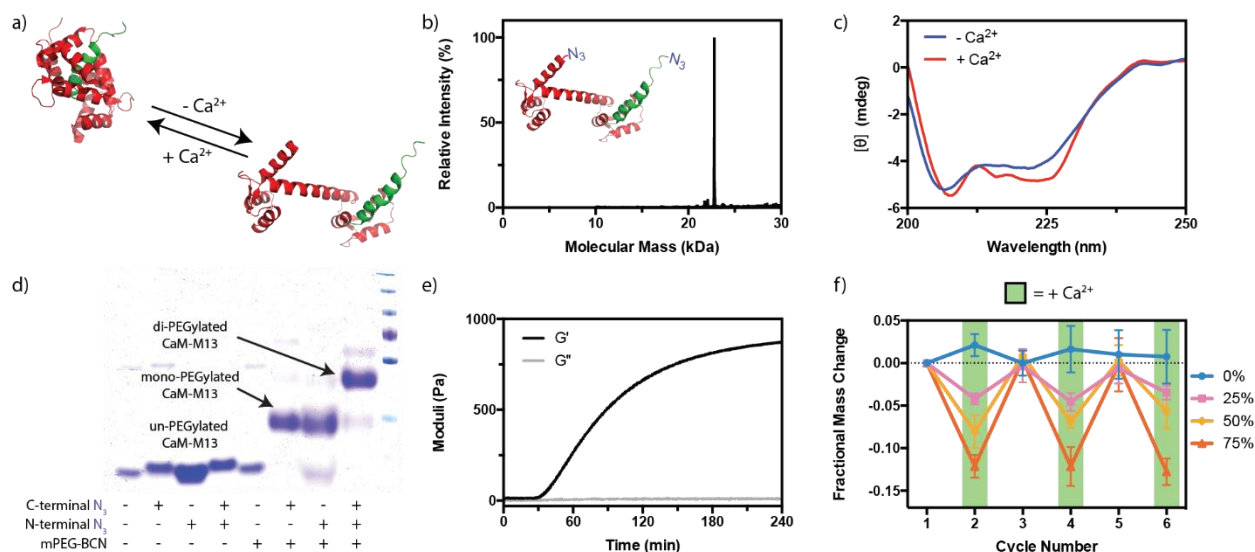 a)
- Ca²⁺
+ Ca²⁺
b)
Relative Intensity (%)
100
75
50
25
0
N₃
N₃
0 10 20 30
Molecular Mass (kDa)
c)
[θ] (mdeg)
2
0
-2
-4
-6
-8
- Ca²⁺
+ Ca²⁺
200 225 250
Wavelength (nm)
d)
di-PEGylated
CaM-M13
mono-PEGylated
CaM-M13
un-PEGylated
CaM-M13
C-terminal N₃ - + - + - + - +
N-terminal N₃ - - + + - - + +
mPEG-BCN - - - - + + + +
e)
Moduli (Pa)
1000
500
0
G'
G"
0 60 120 180 240
Time (min)
f)
= + Ca²⁺
Fractional Mass Change
0.05
0.00
-0.05
-0.10
-0.15
1 2 3 4 5 6
Cycle Number
0%
25%
50%
75%